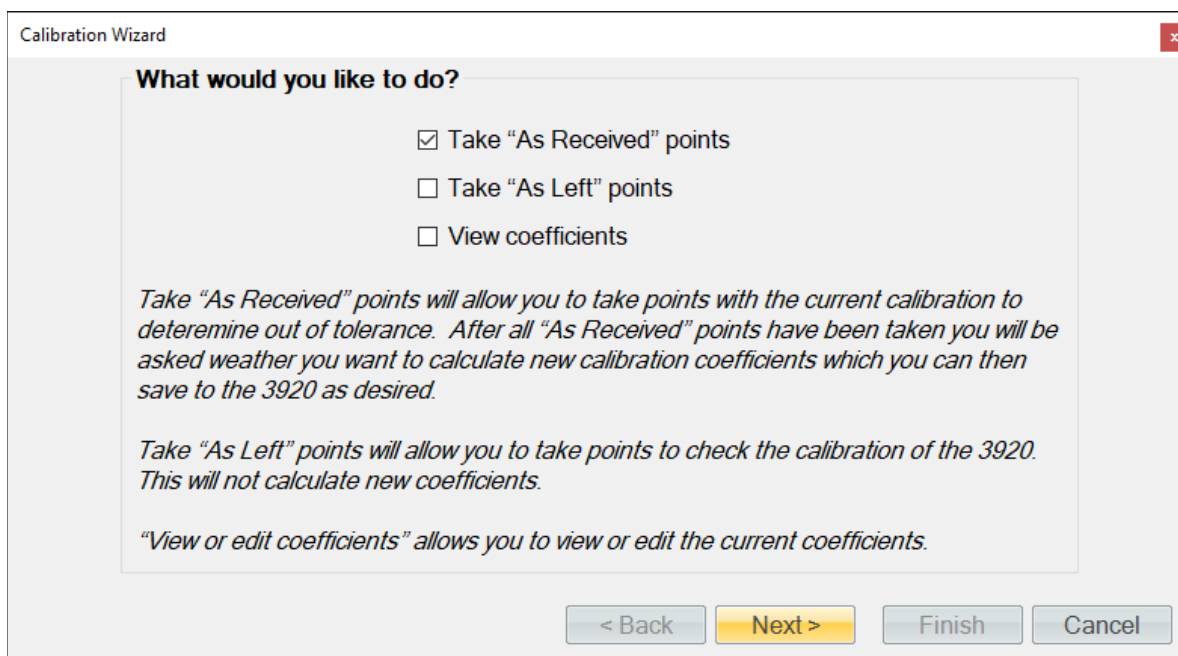 Calibration Wizard
x
What would you like to do?
Take “As Received” points
Take “As Left” points
View coefficients
Take “As Received” points will allow you to take points with the current calibration to
deteremine out of tolerance.  After all “As Received” points have been taken you will be
asked weather you want to calculate new calibration coefficients which you can then
save to the 3920 as desired.
Take “As Left” points will allow you to take points to check the calibration of the 3920.
This will not calculate new coefficients.
“View or edit coefficients” allows you to view or edit the current coefficients.
< Back Next > Finish Cancel